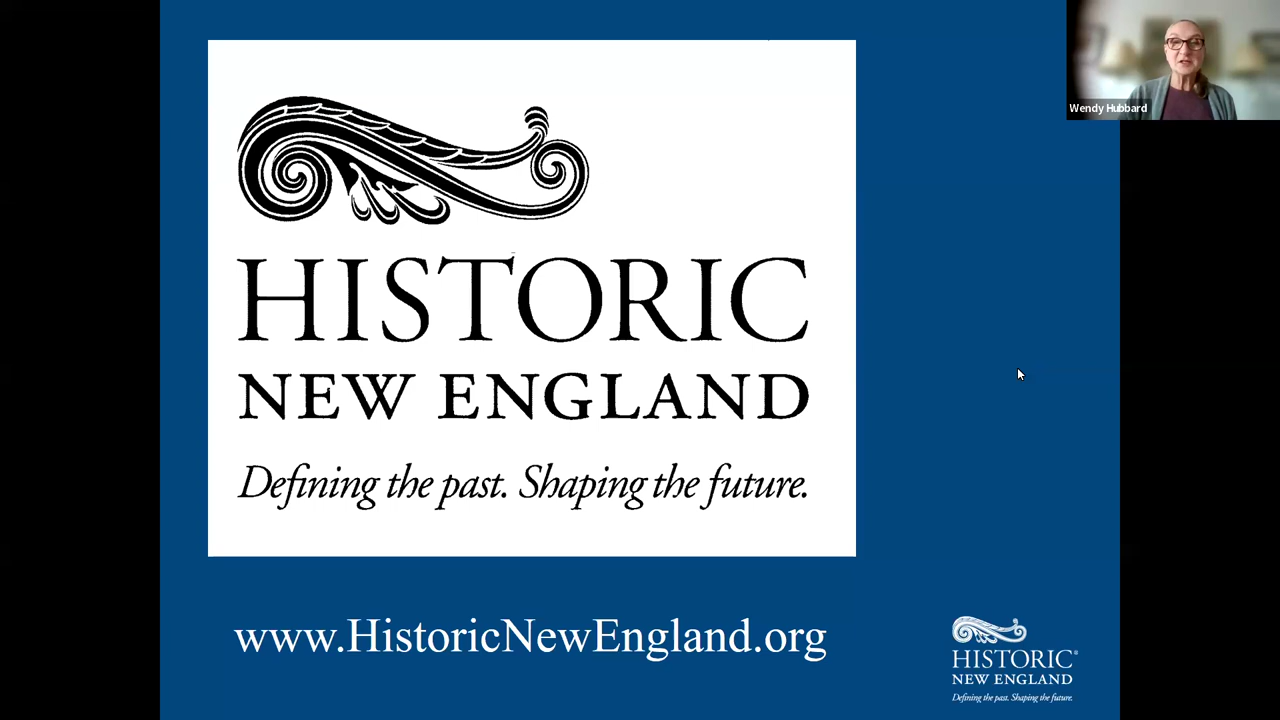 Wendy Hubbard
HISTORIC
NEW ENGLAND
Defining the past. Shaping the future.
www.HistoricNewEngland.org
HISTORIC®
NEW ENGLAND
Defining the past. Shaping the future.